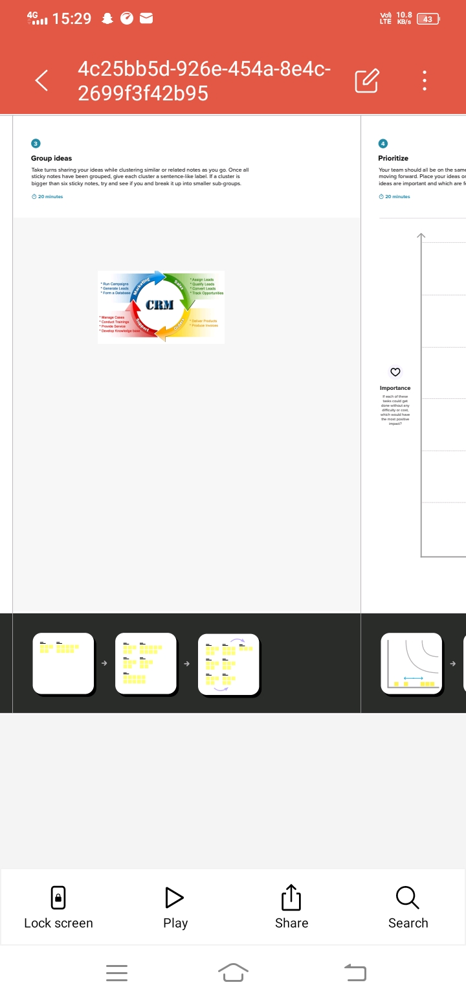 4G 15:29
Vo) LTE 10.8 KB/s 43
4c25bb5d-926e-454a-8e4c-
2699f3f42b95
3
Group ideas
Take turns sharing your ideas while clustering similar or related notes as you go. Once all
sticky notes have been grouped, give each cluster a sentence-like label. If a cluster is
bigger than six sticky notes, try and see if you and break it up into smaller sub-groups.
20 minutes
Marketing
* Run Campaigns
* Generate Leads
* Form a Database
Sales
* Assign Leads
* Qualify Leads
* Convert Leads
* Track Opportunities
CRM
Support
* Manage Cases
* Conduct Trainings
* Provide Service
* Develop Knowledge base
Orders
* Deliver Products
* Produce Invoices
4
Prioritize
Your team should all be on the same
moving forward. Place your ideas
ideas are important and which are
20 minutes
Importance
If each of these
tasks could get
done without any
difficulty or cost,
which would have
the most positive
impact?
Lock screen
Play
Share
Search